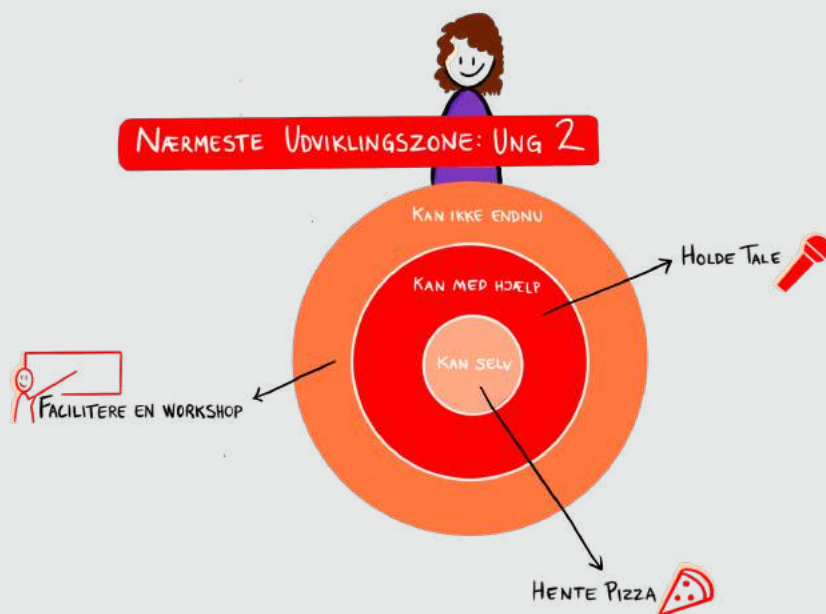 NÆRMESTE UDVIKLINGSZONE: UNG 2
KAN IKKE ENDNU
KAN MED HJÆLP
KAN SELV
HOLDE TALE
FACILITERE EN WORKSHOP
HENTE PIZZA